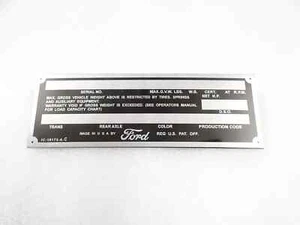 SERIAL NO. MAX. G.V.W. LBS. W.B. CERT. NET H.P. AT R.P.M.
MAX. GROSS VEHICLE WEIGHT ABOVE IS RESTRICTED BY TIRES, SPRINGS
AND AUXILIARY EQUIPMENT.
WARRANTY VOID IF GROSS WEIGHT IS EXCEEDED. (SEE OPERATORS MANUAL
FOR LOAD CAPACITY CHART)
D.S.O.
TRANS REAR AXLE COLOR PRODUCTION CODE
MADE IN U.S.A. BY Ford REG. U.S. PAT. OFF.